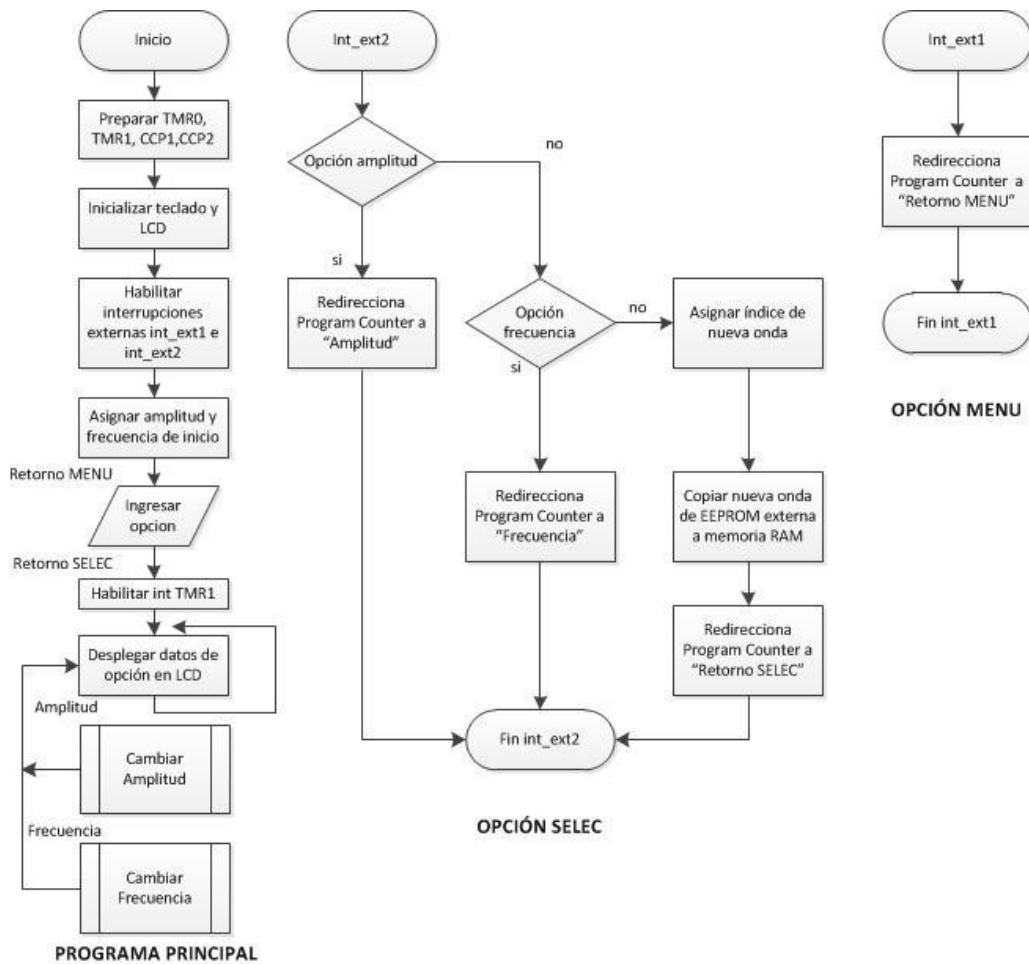 Inicio
Preparar TMR0,
TMR1, CCP1,CCP2
Inicializar teclado y
LCD
Habilitar
interrupciones
externas int_ext1 e
int_ext2
Asignar amplitud y
frecuencia de inicio
Retorno MENU
Ingresar
opcion
Retorno SELEC
Habilitar int TMR1
Desplegar datos de
opción en LCD
Amplitud
Cambiar
Amplitud
Frecuencia
Cambiar
Frecuencia
PROGRAMA PRINCIPAL
Int_ext2
Opción amplitud
no
si
Redirecciona
Program Counter a
“Amplitud”
Opción
frecuencia
no
si
Asignar índice de
nueva onda
Redirecciona
Program Counter a
“Frecuencia”
Copiar nueva onda
de EEPROM externa
a memoria RAM
Redirecciona
Program Counter a
“Retorno SELEC”
Fin int_ext2
OPCIÓN SELEC
Int_ext1
Redirecciona
Program Counter a
“Retorno MENU”
Fin int_ext1
OPCIÓN MENU